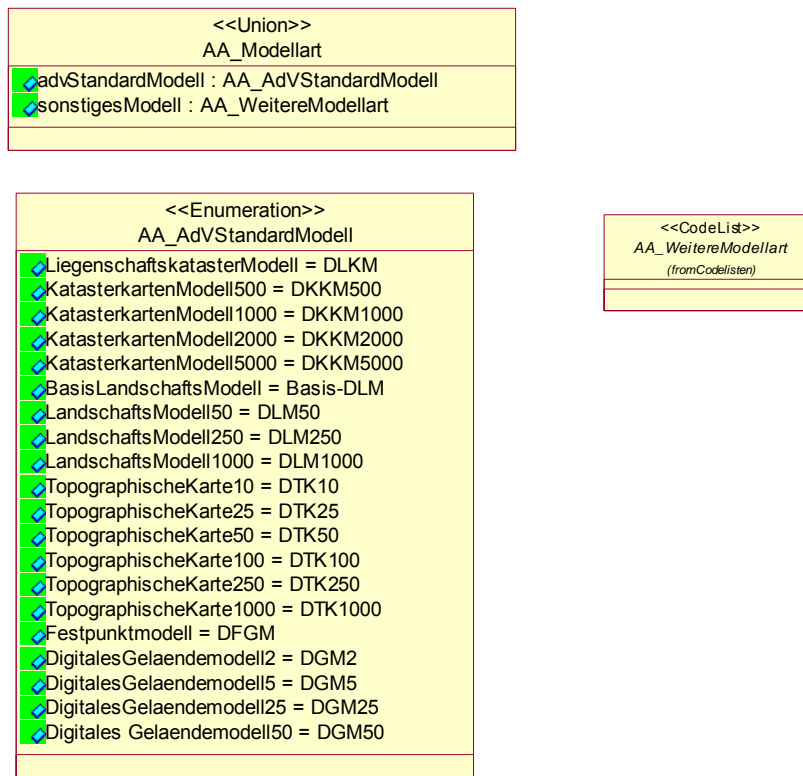 <<Union>>
AA_Modellart
advStandardModell : AA_AdVStandardModell
sonstigesModell : AA_WeitereModellart
<<Enumeration>>
AA_AdVStandardModell
LiegenschaftskatasterModell = DLKM
KatasterkartenModell500 = DKKM500
KatasterkartenModell1000 = DKKM1000
KatasterkartenModell2000 = DKKM2000
KatasterkartenModell5000 = DKKM5000
BasisLandschaftsModell = Basis-DLM
LandschaftsModell50 = DLM50
LandschaftsModell250 = DLM250
LandschaftsModell1000 = DLM1000
TopographischeKarte10 = DTK10
TopographischeKarte25 = DTK25
TopographischeKarte50 = DTK50
TopographischeKarte100 = DTK100
TopographischeKarte250 = DTK250
TopographischeKarte1000 = DTK1000
Festpunktmodell = DFGM
DigitalesGelaendemodell2 = DGM2
DigitalesGelaendemodell5 = DGM5
DigitalesGelaendemodell25 = DGM25
Digitales Gelaendemodell50 = DGM50
<<CodeList>>
AA_WeitereModellart
(fromCodelisten)